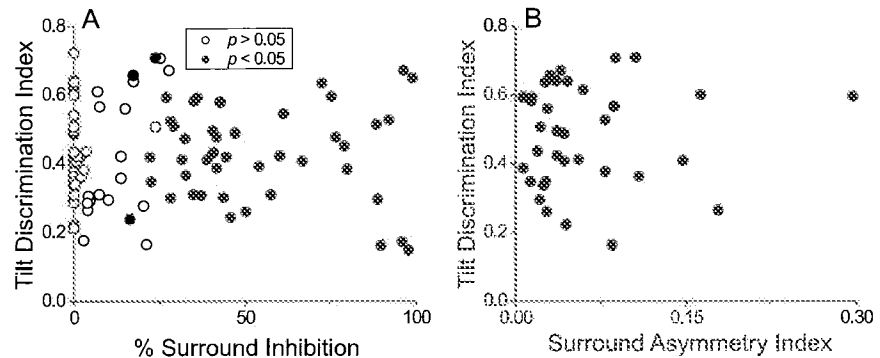 A
Tilt Discrimination Index
0.8
0.6
0.4
0.2
0.0
p > 0.05
p < 0.05
0
50
100
% Surround Inhibition
B
Tilt Discrimination Index
0.8
0.6
0.4
0.2
0.0
0.00
0.15
0.30
Surround Asymmetry Index